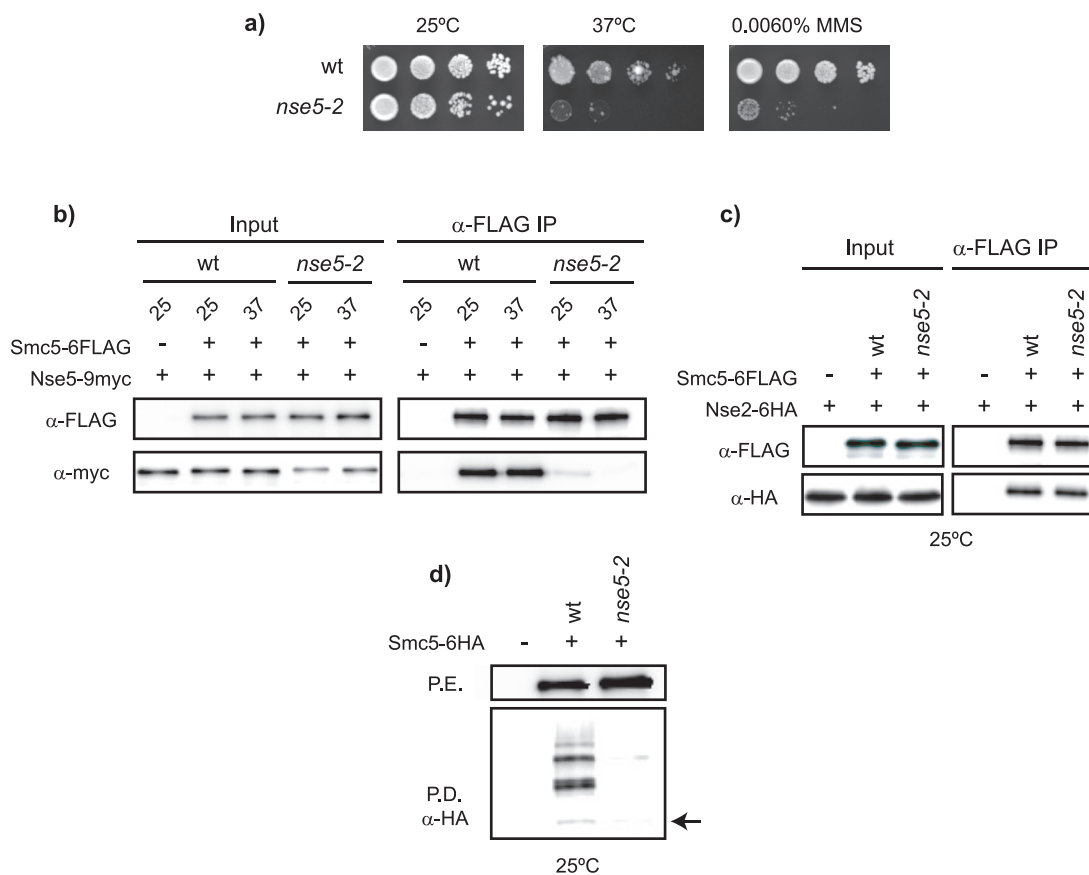 a)
25ºC 37ºC 0.0060% MMS
wt
nse5-2
b)
Input α-FLAG IP
wt nse5-2 wt nse5-2
25 25 37 25 37 25 25 37 25 37
Smc5-6FLAG - + + + + - + + + +
Nse5-9myc + + + + + + + + + +
α-FLAG
α-myc
c)
Input α-FLAG IP
wt nse5-2 wt nse5-2
Smc5-6FLAG - + + - + +
Nse2-6HA + + + + + +
α-FLAG
α-HA
25ºC
d)
wt nse5-2
Smc5-6HA - + +
P.E.
P.D.
α-HA
25ºC